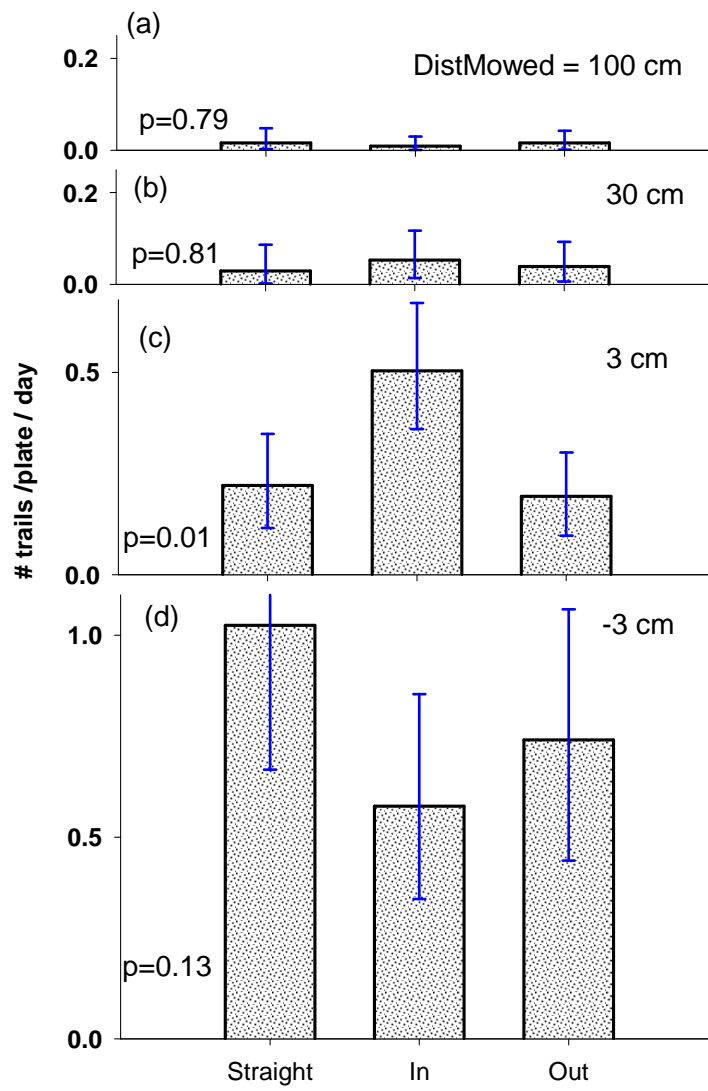 (a)
DistMowed = 100 cm
0.2
p=0.79
0.0
(b)
30 cm
0.2
p=0.81
0.0
(c)
3 cm
0.5
p=0.01
0.0
# trails /plate / day
(d)
-3 cm
1.0
0.5
p=0.13
0.0
Straight In Out